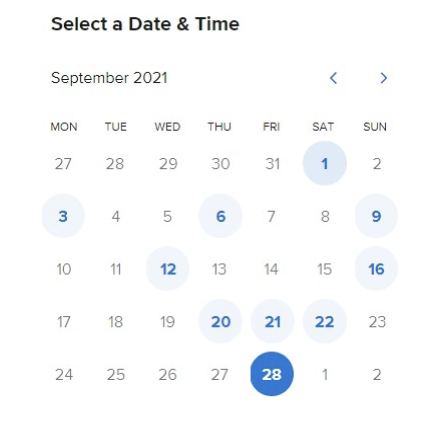 Select a Date & Time
September 2021
MON TUE WED THU FRI SAT SUN
27 28 29 30 31 1 2
3 4 5 6 7 8 9
10 11 12 13 14 15 16
17 18 19 20 21 22 23
24 25 26 27 28 1 2